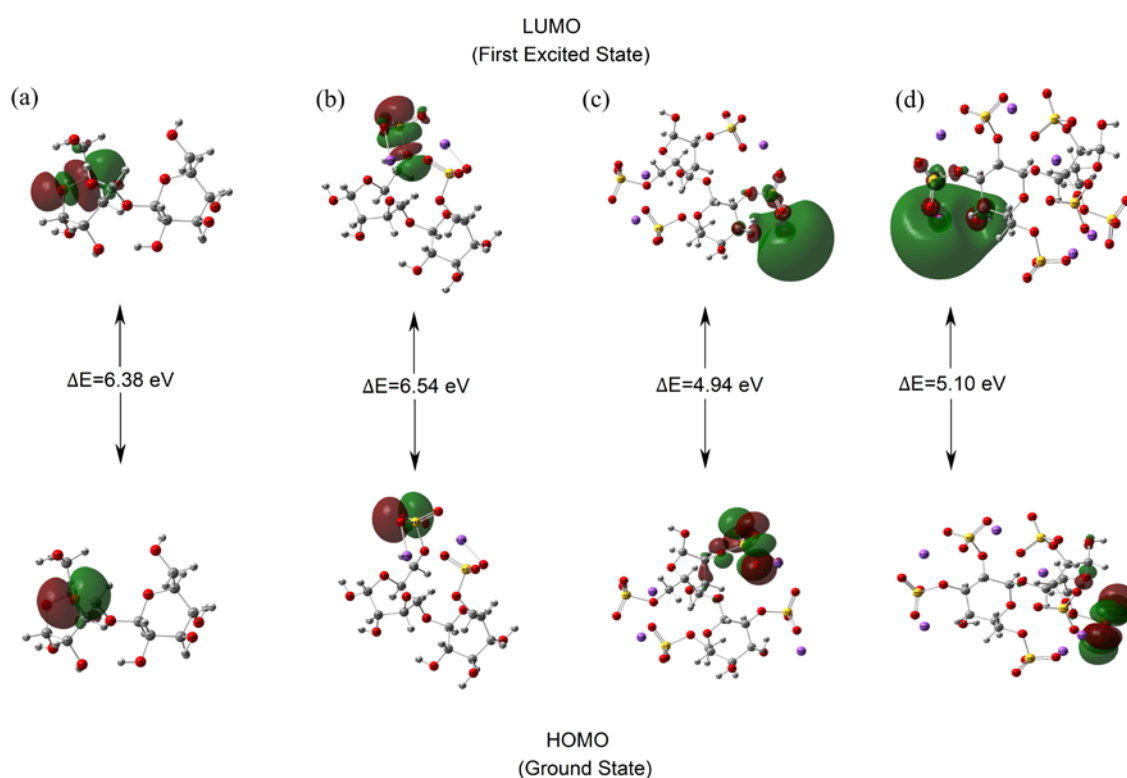 LUMO
(First Excited State)
(a)
(b)
(c)
(d)
ΔE=6.38 eV
ΔE=6.54 eV
ΔE=4.94 eV
ΔE=5.10 eV
HOMO
(Ground State)